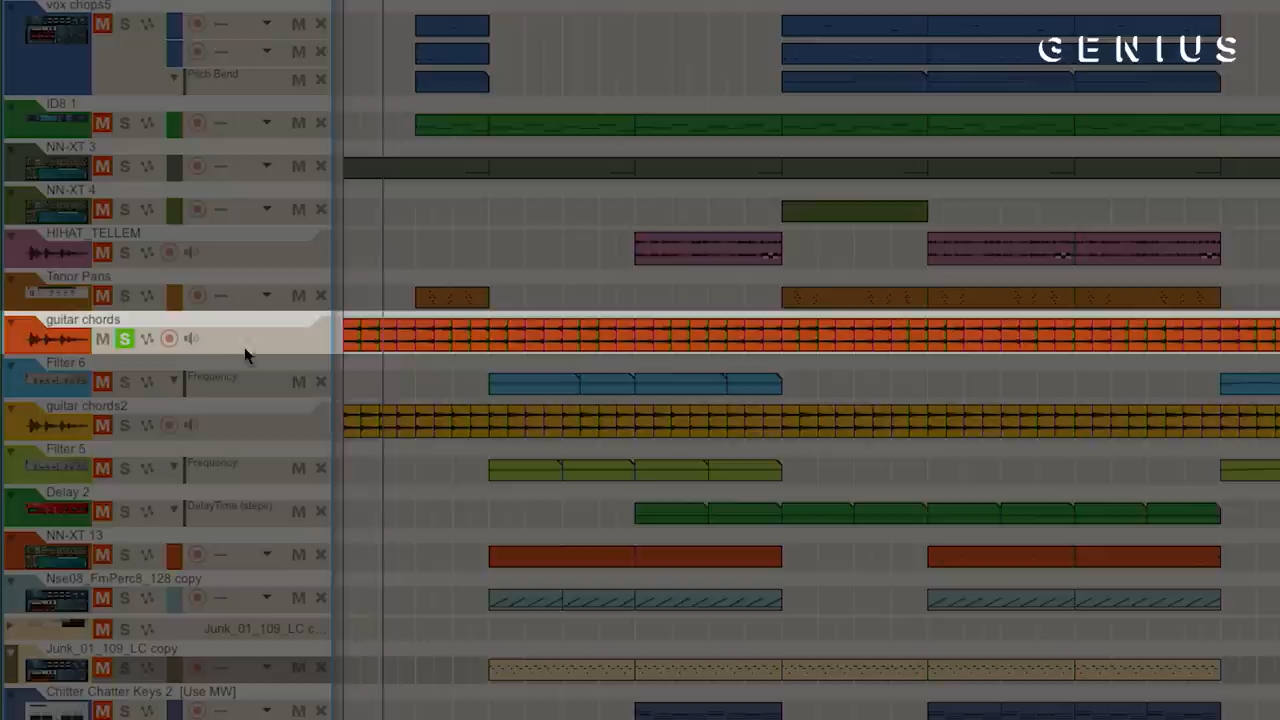 vox chops5
M S M X
GENIUS
M X
Pitch Bend
ID8 1
M S M X
NN-XT 3
M S M X
NN-XT 4
M S M X
HIHAT_TELLEM
M S
Tenor Pans
M S M X
guitar chords
M S
Filter 6
M S Frequency M X
guitar chords2
M S
Filter 5
M S Frequency M X
Delay 2
M S DelayTime (steps) M X
NN-XT 13
M S M X
Nse08_FmPerc8_128 copy
M S M X
M S Junk_01_109_LC c...
Junk_01_109_LC copy
M S M X
Chitter Chatter Keys 2 [Use MW]
M S M X